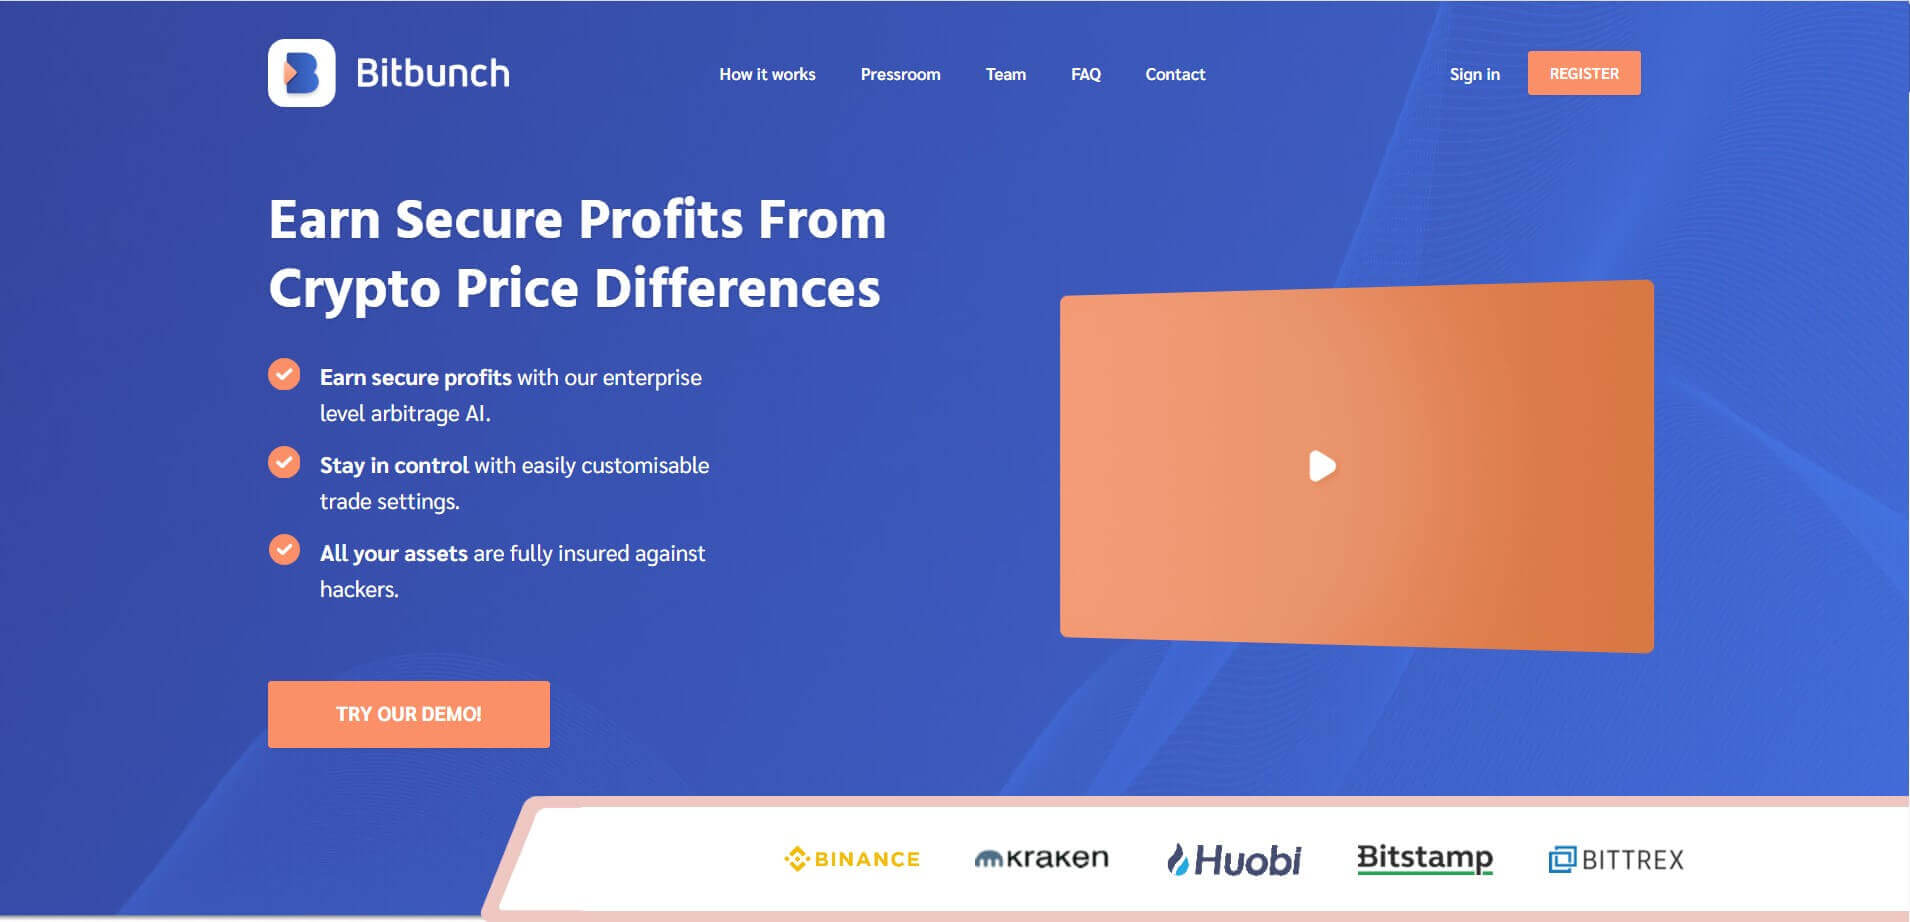 Bitbunch
How it works
Pressroom
Team
FAQ
Contact
Sign in
REGISTER
Earn Secure Profits From
Crypto Price Differences
Earn secure profits with our enterprise
level arbitrage AI.
Stay in control with easily customisable
trade settings.
All your assets are fully insured against
hackers.
TRY OUR DEMO!
BINANCE
kraken
Huobi
Bitstamp
BITTREX